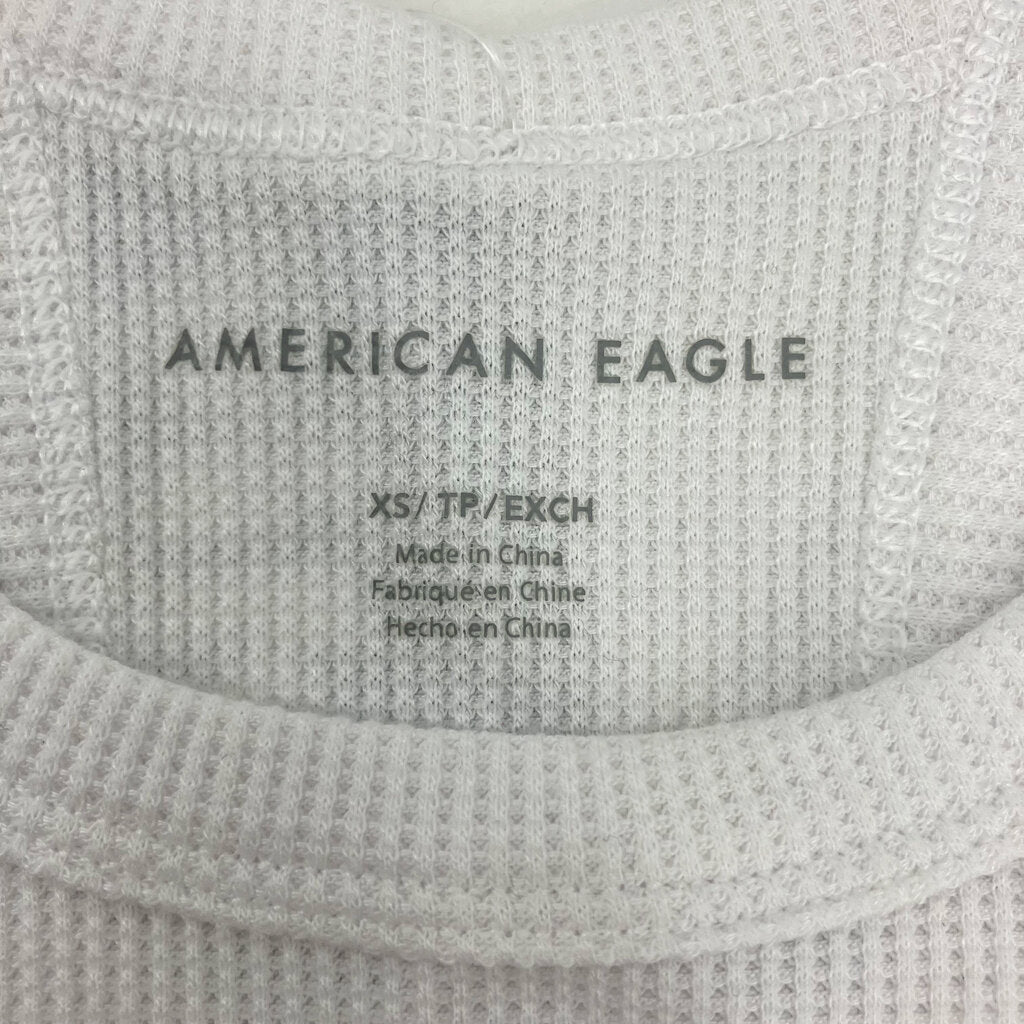 AMERICAN EAGLE
XS/TP/EXCH
Made in China
Fabriqué en Chine
Hecho en China